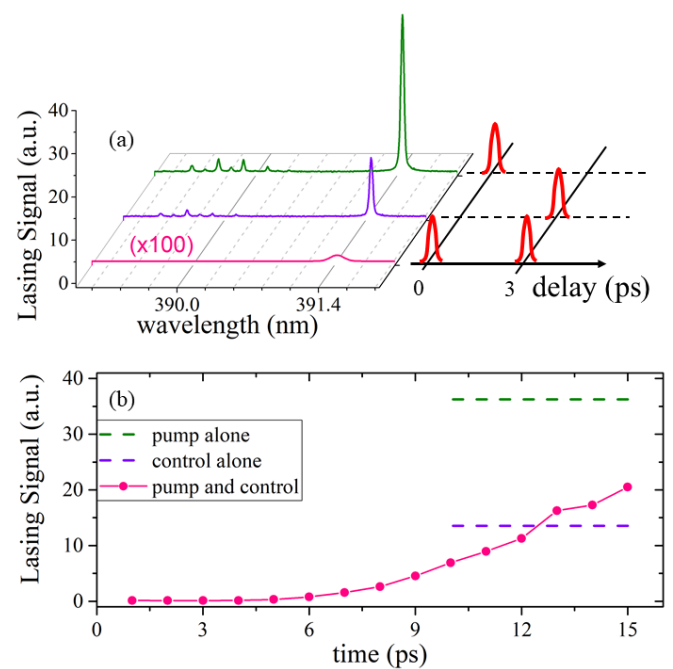 (a)
Lasing Signal (a.u.)
40
30
20
10
0
(x100)
390.0
391.4
wavelength (nm)
0
3
delay (ps)
(b)
Lasing Signal (a.u.)
40
30
20
10
0
pump alone
control alone
pump and control
0
3
6
9
12
15
time (ps)